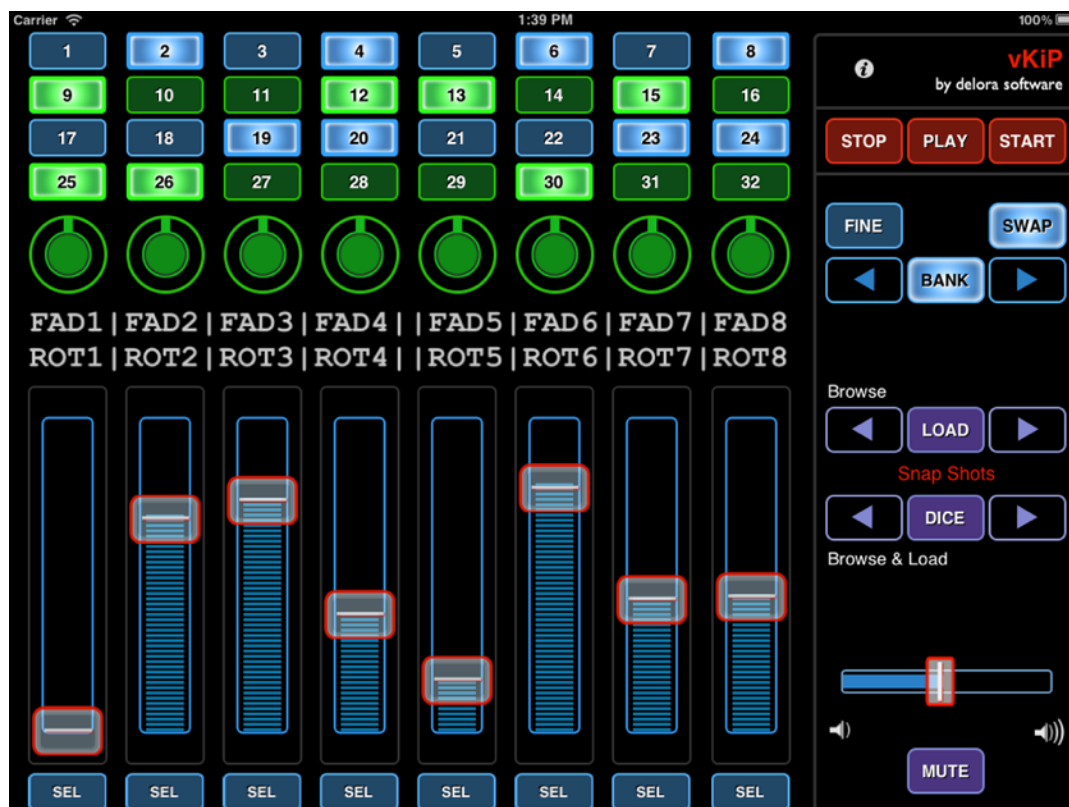 Carrier 1:39 PM 100%
1 2 3 4 5 6 7 8
9 10 11 12 13 14 15 16
17 18 19 20 21 22 23 24
25 26 27 28 29 30 31 32
FAD1|FAD2|FAD3|FAD4||FAD5|FAD6|FAD7|FAD8
ROT1|ROT2|ROT3|ROT4||ROT5|ROT6|ROT7|ROT8
SEL SEL SEL SEL SEL SEL SEL SEL
i vKiP
by delora software
STOP PLAY START
FINE SWAP
BANK
Browse
LOAD
Snap Shots
DICE
Browse & Load
MUTE